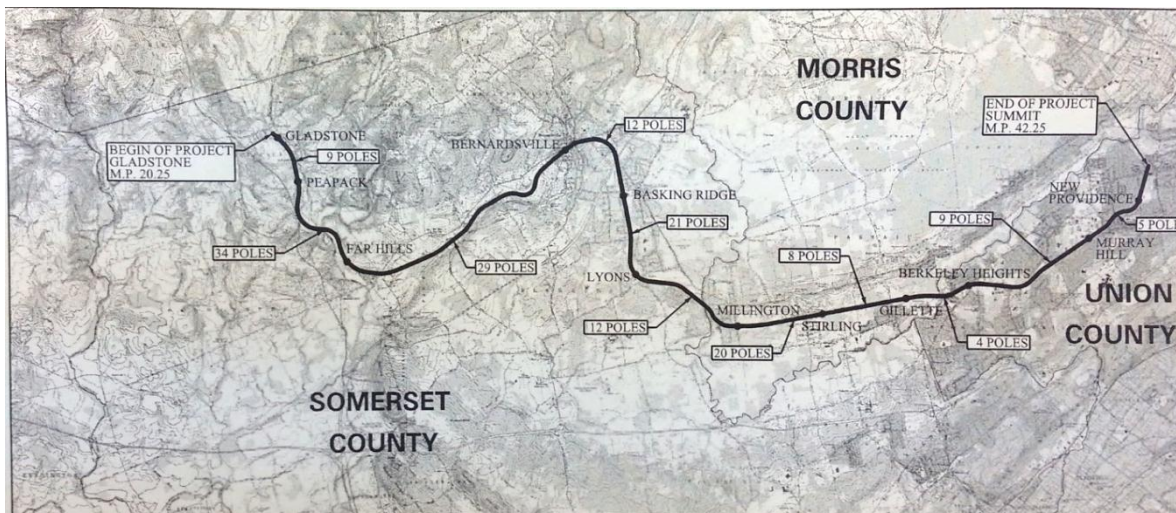 MORRIS
COUNTY
END OF PROJECT
SUMMIT
M.P. 42.25
12 POLES
GLADSTONE
BERNARDSVILLE
BEGIN OF PROJECT
GLADSTONE
M.P. 20.25
9 POLES
PEAPACK
BASKING RIDGE
NEW
PROVIDENCE
9 POLES
5 POL
21 POLES
34 POLES
FAR HILLS
29 POLES
MURRAY
HILL
8 POLES
BERKELEY HEIGHTS
LYONS
UNION
COUNTY
MILLINGTON
GILLETTE
STIRLING
12 POLES
4 POLES
20 POLES
SOMERSET
COUNTY